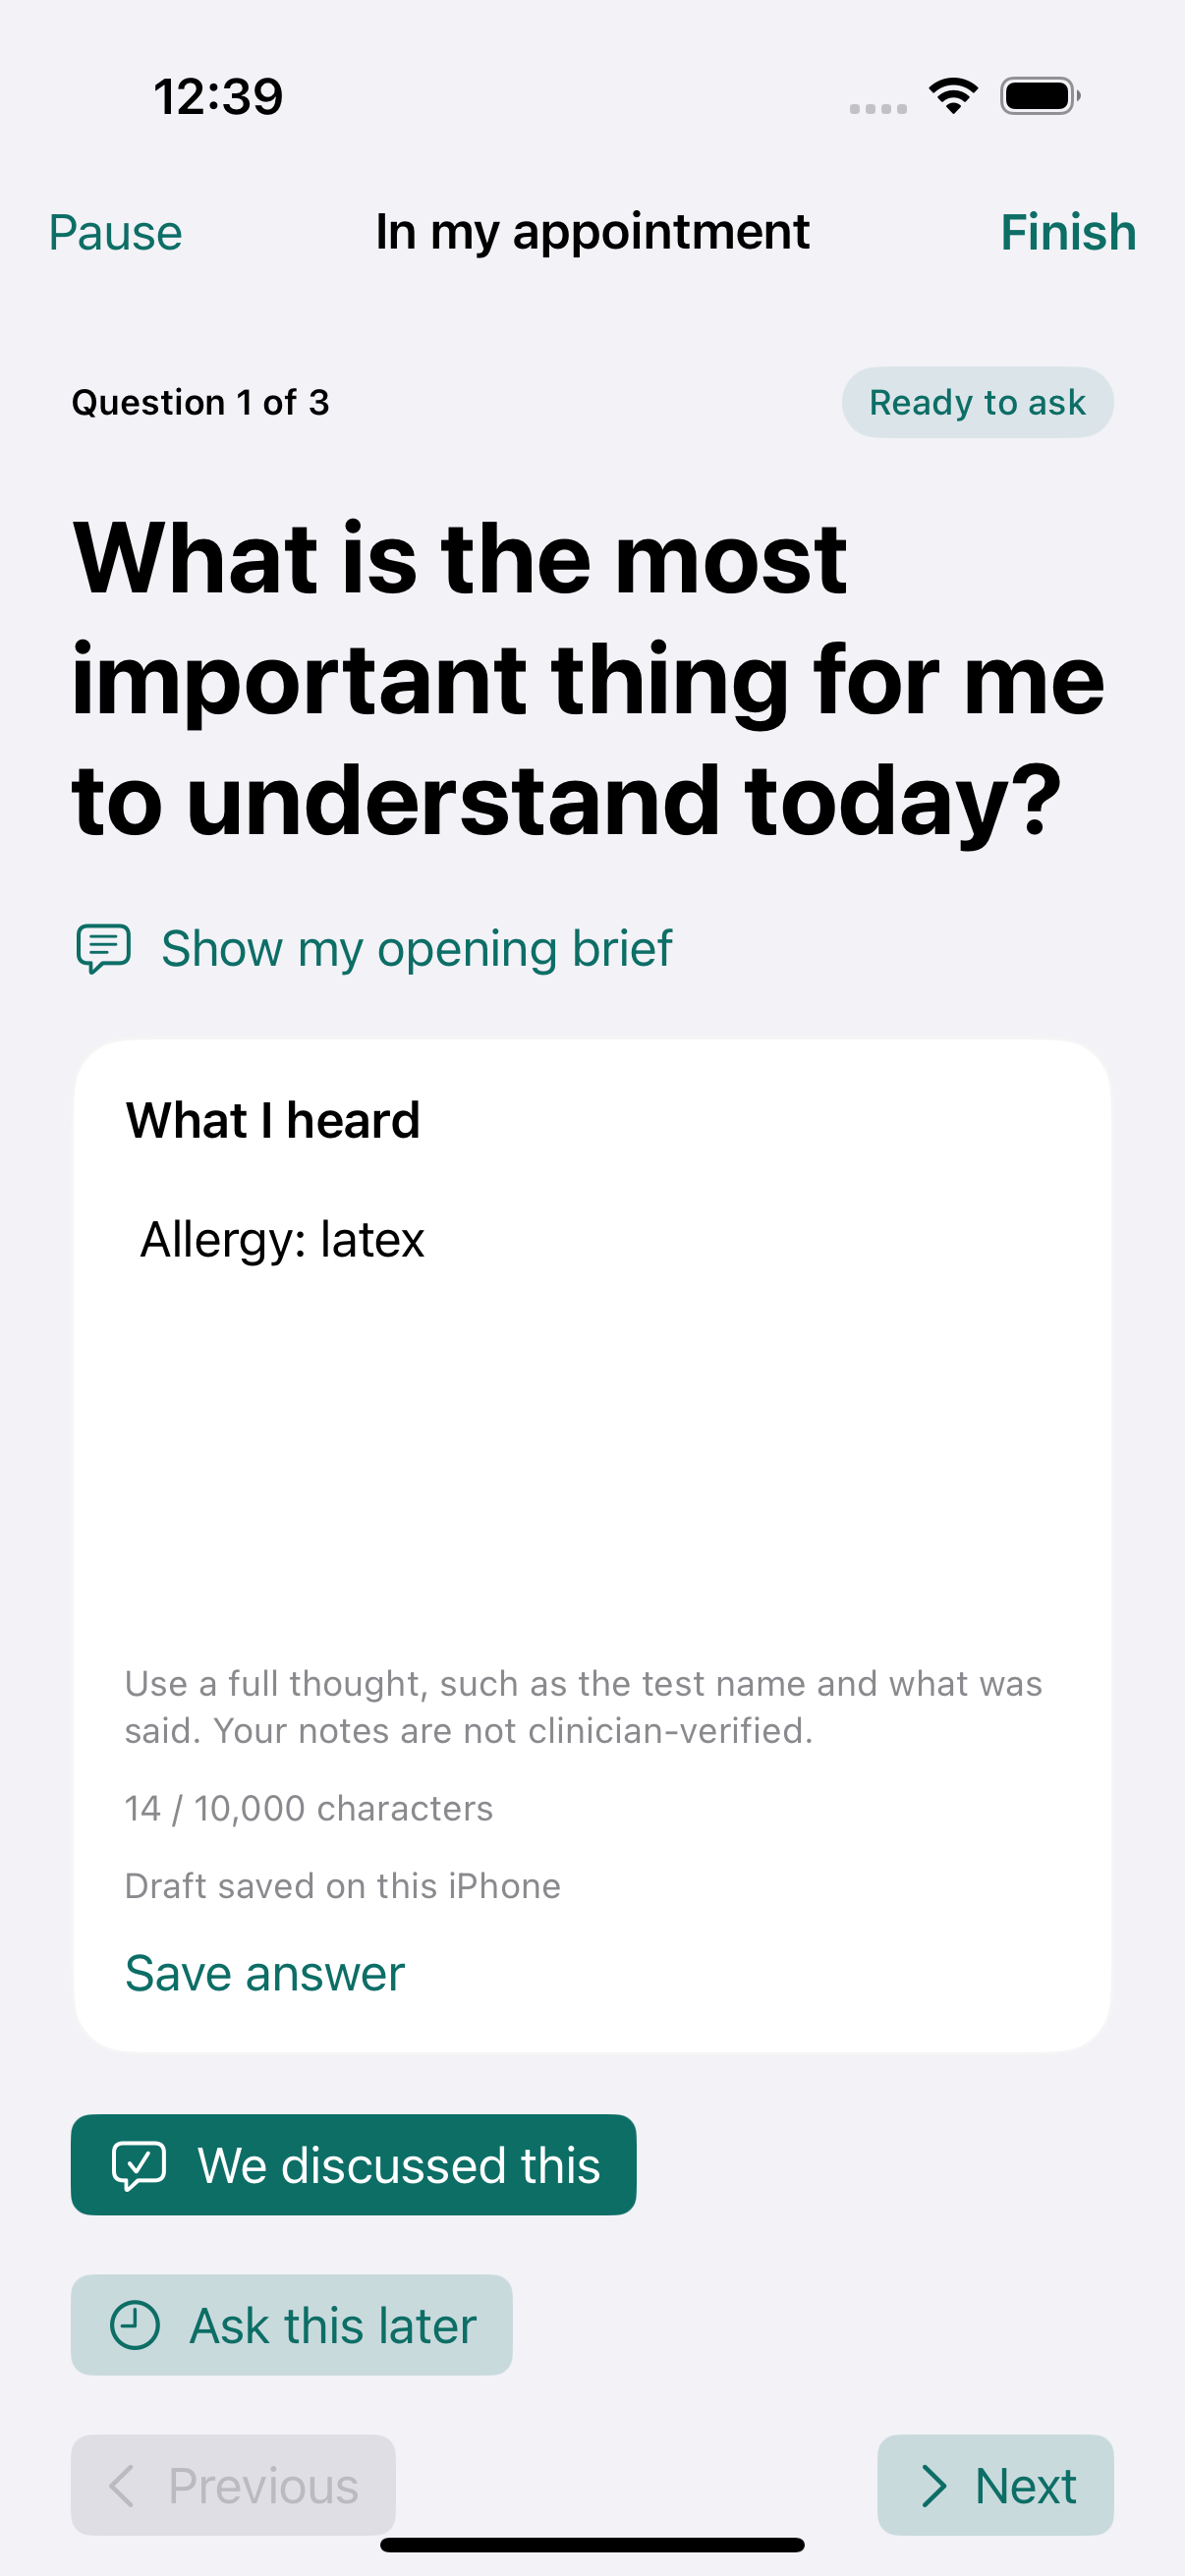 12:39
Pause
In my appointment
Finish
Question 1 of 3
Ready to ask
What is the most
important thing for me
to understand today?
Show my opening brief
What I heard
Allergy: latex
Use a full thought, such as the test name and what was
said. Your notes are not clinician-verified.
14 / 10,000 characters
Draft saved on this iPhone
Save answer
We discussed this
Ask this later
Previous
Next